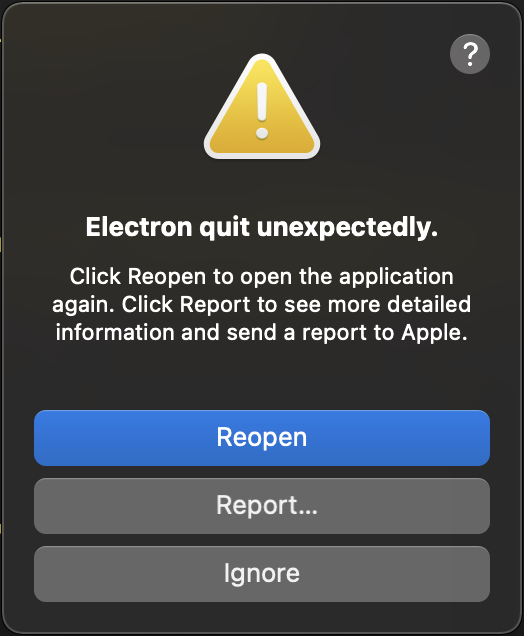 ?
Electron quit unexpectedly.
Click Reopen to open the application
again. Click Report to see more detailed
information and send a report to Apple.
Reopen
Report...
Ignore